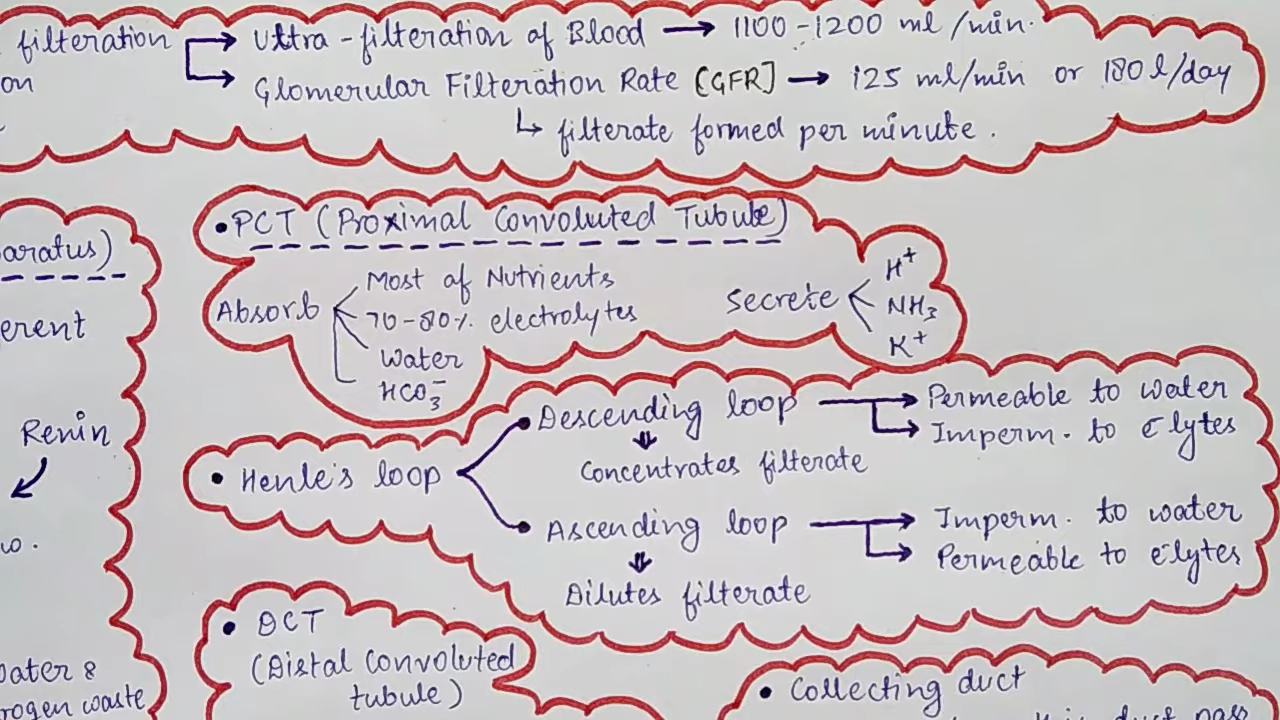 filteration → Ultra-filteration of Blood → 1100-1200 ml/min.
on → Glomerular Filteration Rate [GFR] → 125 ml/min or 180 l/day
↳ filterate formed per minute.
aratus)
erent
Renin
w.
water &
rogen waste
• PCT (Proximal Convoluted Tubule)
Absorb
Most of Nutrients
70-80% electrolytes
Water
HCO₃⁻
Secrete
H⁺
NH₃
K⁺
• Henle's loop
• Descending loop → Permeable to water
→ Imperm. to e⁻lytes
⇓
Concentrates filterate
• Ascending loop → Imperm. to water
→ Permeable to e⁻lytes
⇓
Dilutes filterate
• DCT
(Distal Convoluted
tubule)
• Collecting duct
duct pass